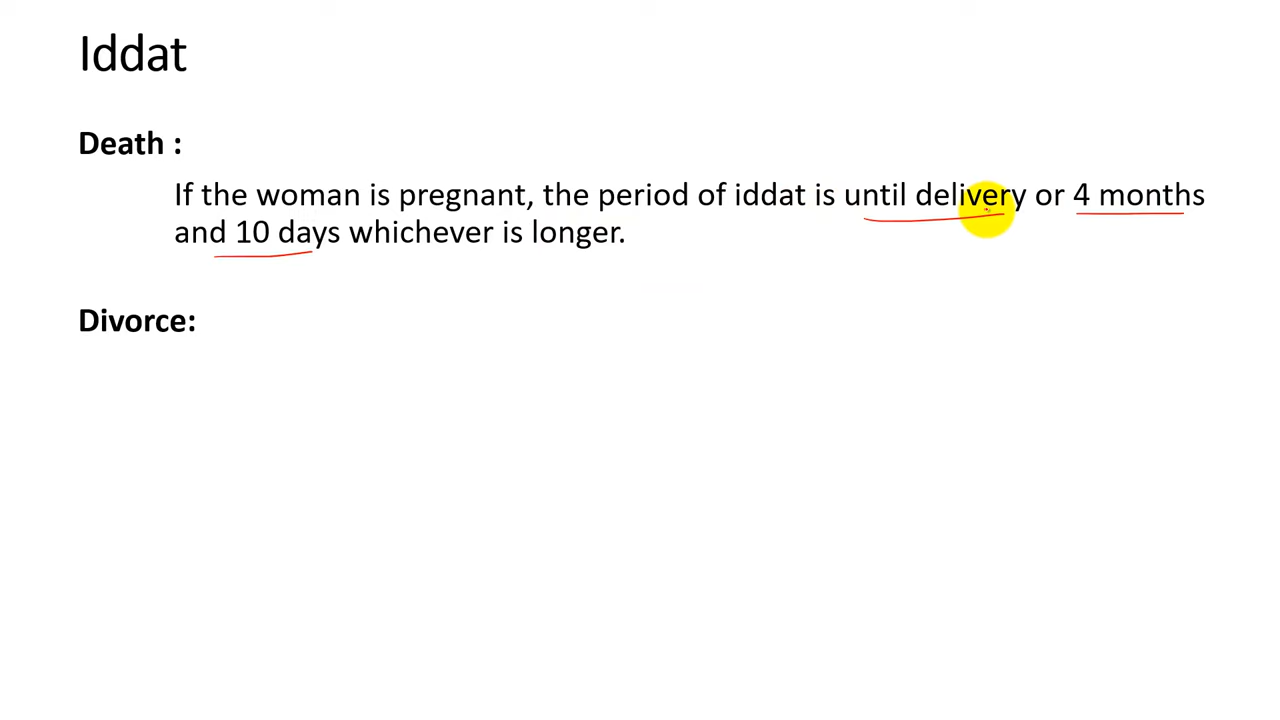 Iddat
Death :
If the woman is pregnant, the period of iddat is until delivery or 4 months
and 10 days whichever is longer.
Divorce: